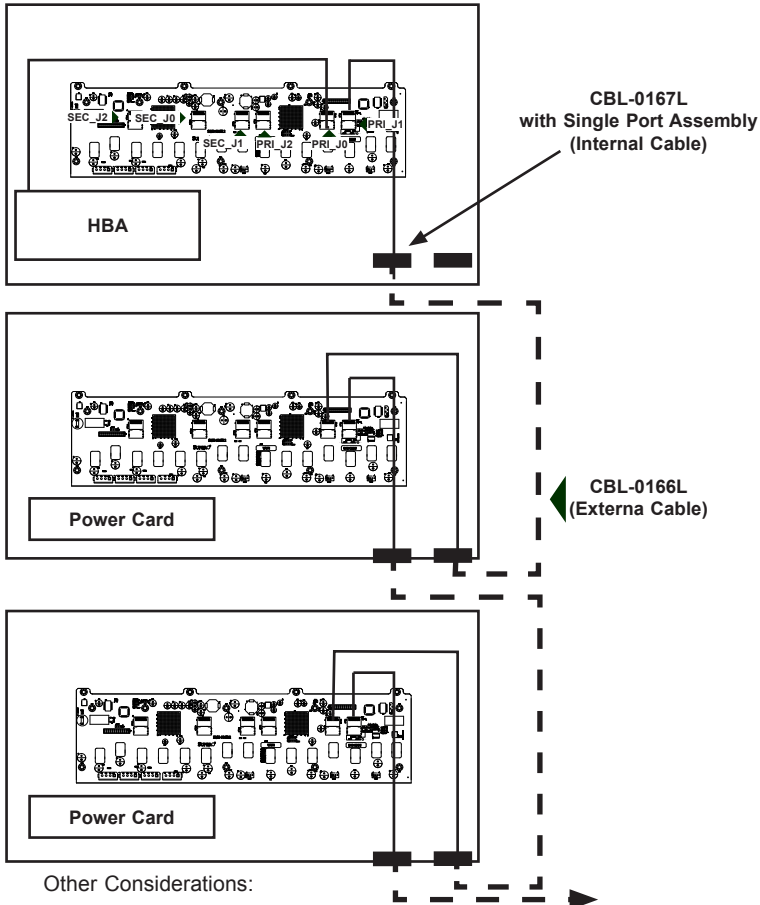 SEC_J2
SEC_J0
PRI_J1
SEC_J1
PRI_J2
PRI_J0
HBA
CBL-0167L
with Single Port Assembly
(Internal Cable)
CBL-0166L
(Externa Cable)
Power Card
Power Card
Other Considerations: